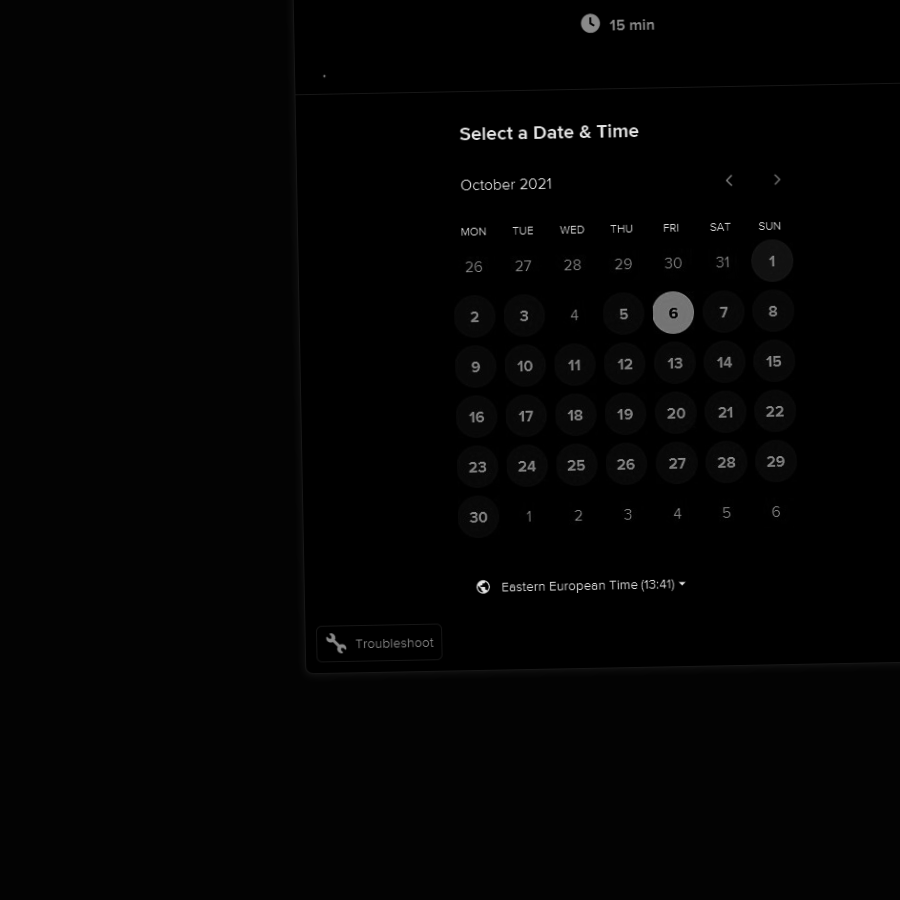 15 min
Select a Date & Time
October 2021
MON TUE WED THU FRI SAT SUN
26 27 28 29 30 31 1
2 3 4 5 6 7 8
9 10 11 12 13 14 15
16 17 18 19 20 21 22
23 24 25 26 27 28 29
30 1 2 3 4 5 6
Eastern European Time (13:41)
Troubleshoot